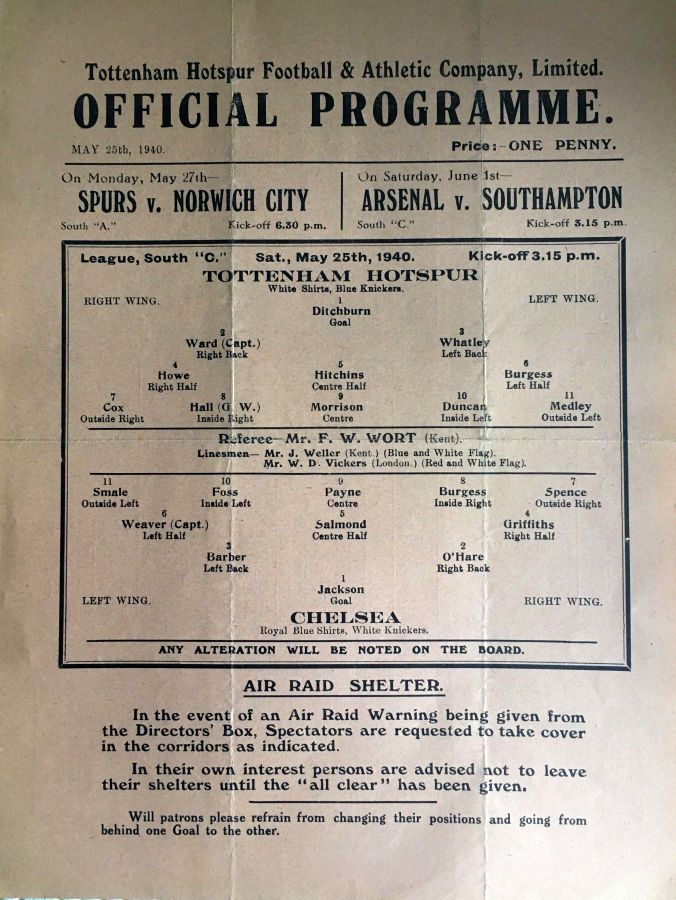 Tottenham Hotspur Football & Athletic Company, Limited.
OFFICIAL PROGRAMME.
MAY 25th, 1940.
Price:- ONE PENNY.
On Monday, May 27th—
SPURS v. NORWICH CITY
South "A."
Kick-off 6.30 p.m.
On Saturday, June 1st—
ARSENAL v. SOUTHAMPTON
South "C."
Kick-off 3.15 p.m.
League, South "C." Sat., May 25th, 1940. Kick-off 3.15 p.m.
TOTTENHAM HOTSPUR
White Shirts, Blue Knickers.
RIGHT WING. 1 LEFT WING.
Ditchburn
Goal
2 3
Ward (Capt.) Whatley
Right Back Left Back
4 5 6
Howe Hitchins Burgess
Right Half Centre Half Left Half
7 8 9 10 11
Cox Hall (G. W.) Morrison Duncan Medley
Outside Right Inside Right Centre Inside Left Outside Left
Referee—Mr. F. W. WORT (Kent).
Linesmen— Mr. J. Weller (Kent.) (Blue and White Flag).
Mr. W. D. Vickers (London.) (Red and White Flag).
11 10 9 8 7
Smale Foss Payne Burgess Spence
Outside Left Inside Left Centre Inside Right Outside Right
6 5 4
Weaver (Capt.) Salmond Griffiths
Left Half Centre Half Right Half
3 2
Barber O'Hare
Left Back Right Back
1
Jackson
LEFT WING. Goal RIGHT WING.
CHELSEA
Royal Blue Shirts, White Knickers.
ANY ALTERATION WILL BE NOTED ON THE BOARD.
AIR RAID SHELTER.
In the event of an Air Raid Warning being given from
the Directors' Box, Spectators are requested to take cover
in the corridors as indicated.
In their own interest persons are advised not to leave
their shelters until the "all clear" has been given.
Will patrons please refrain from changing their positions and going from
behind one Goal to the other.